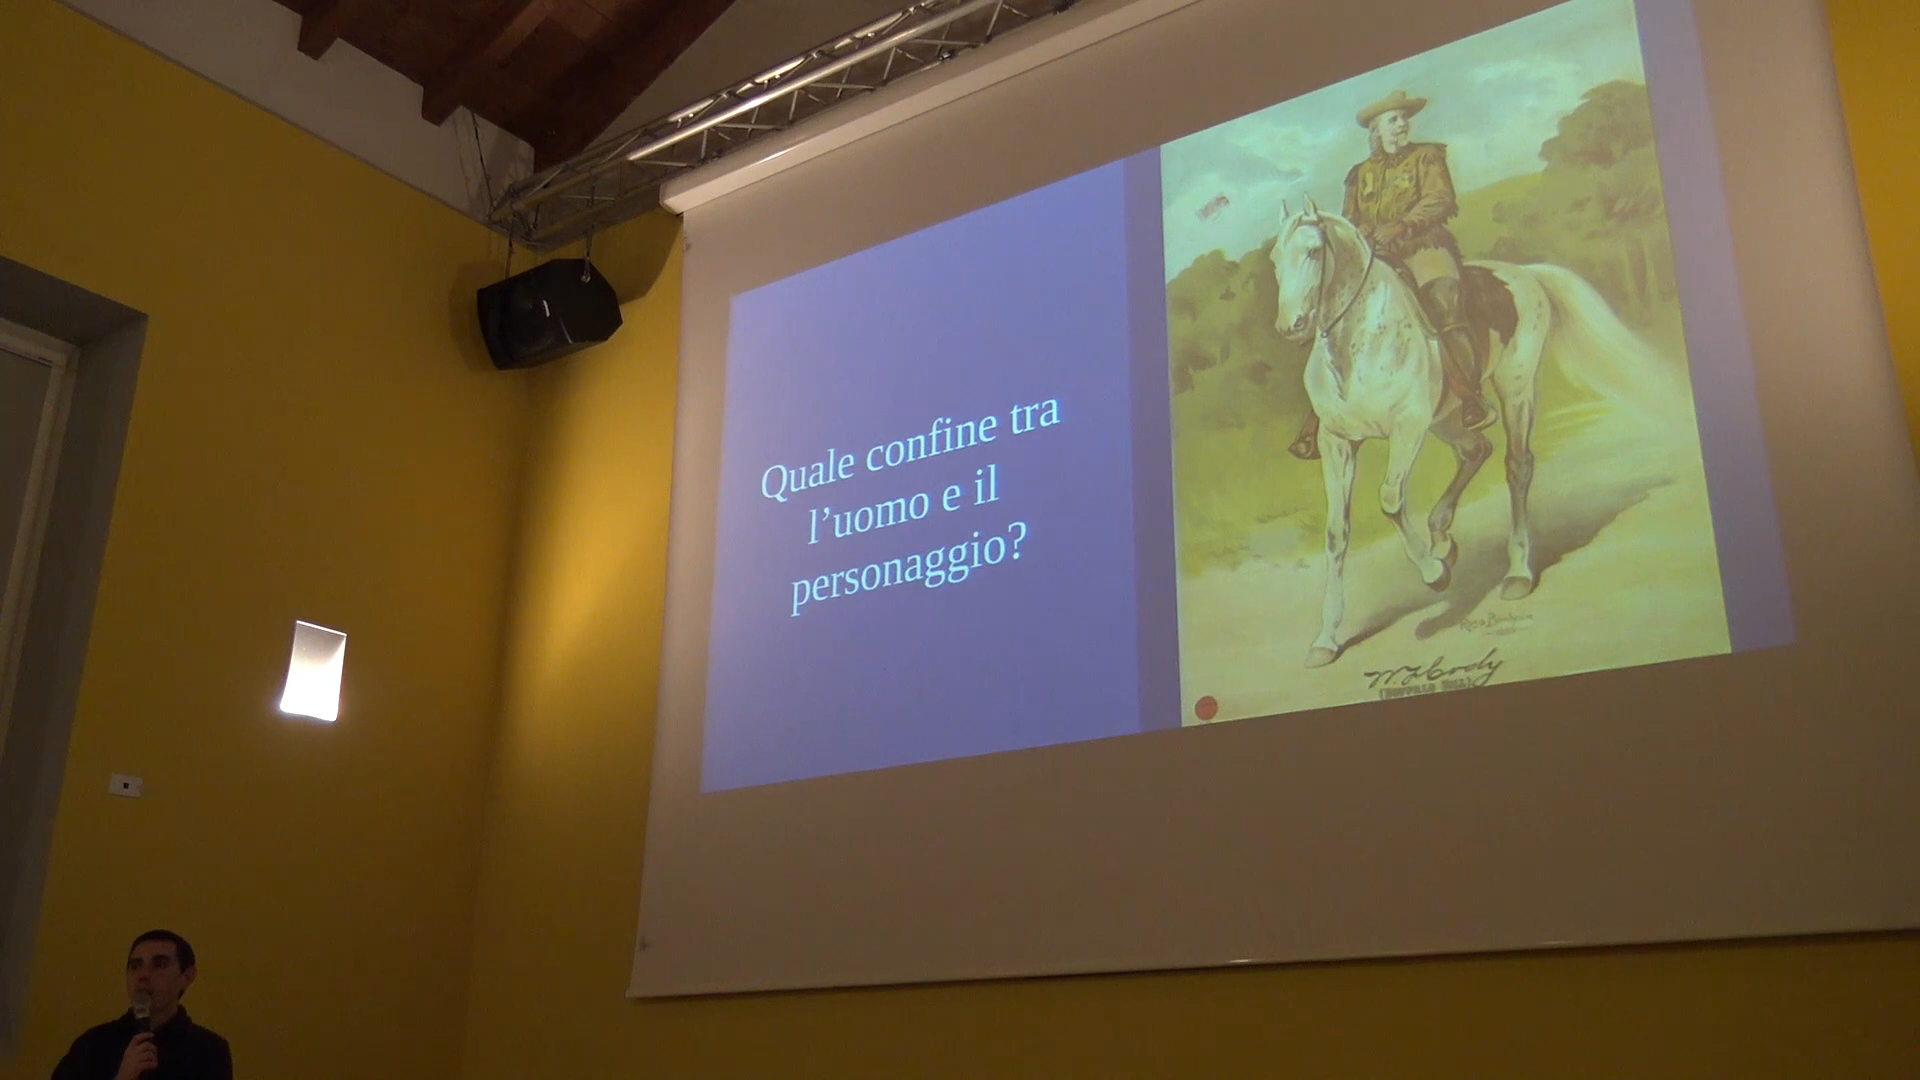 Quale confine tra
l’uomo e il
personaggio?
W. F. Cody
(BUFFALO BILL)